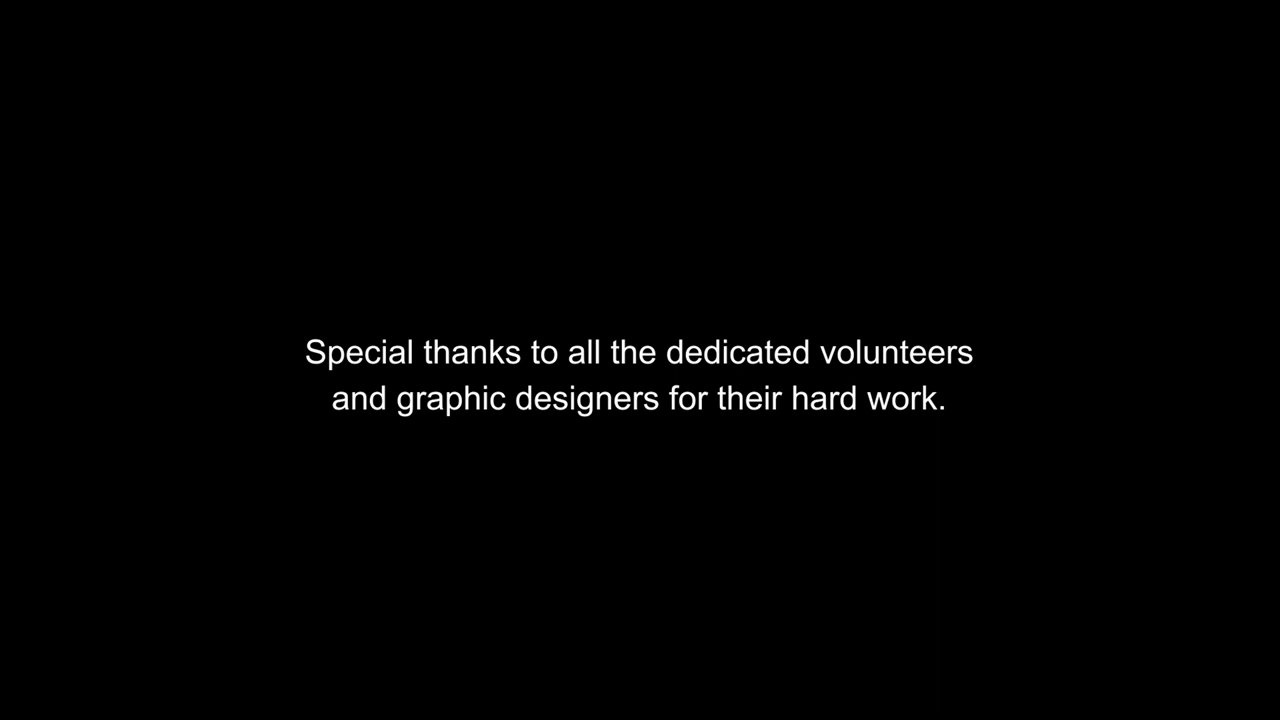 Special thanks to all the dedicated volunteers
and graphic designers for their hard work.